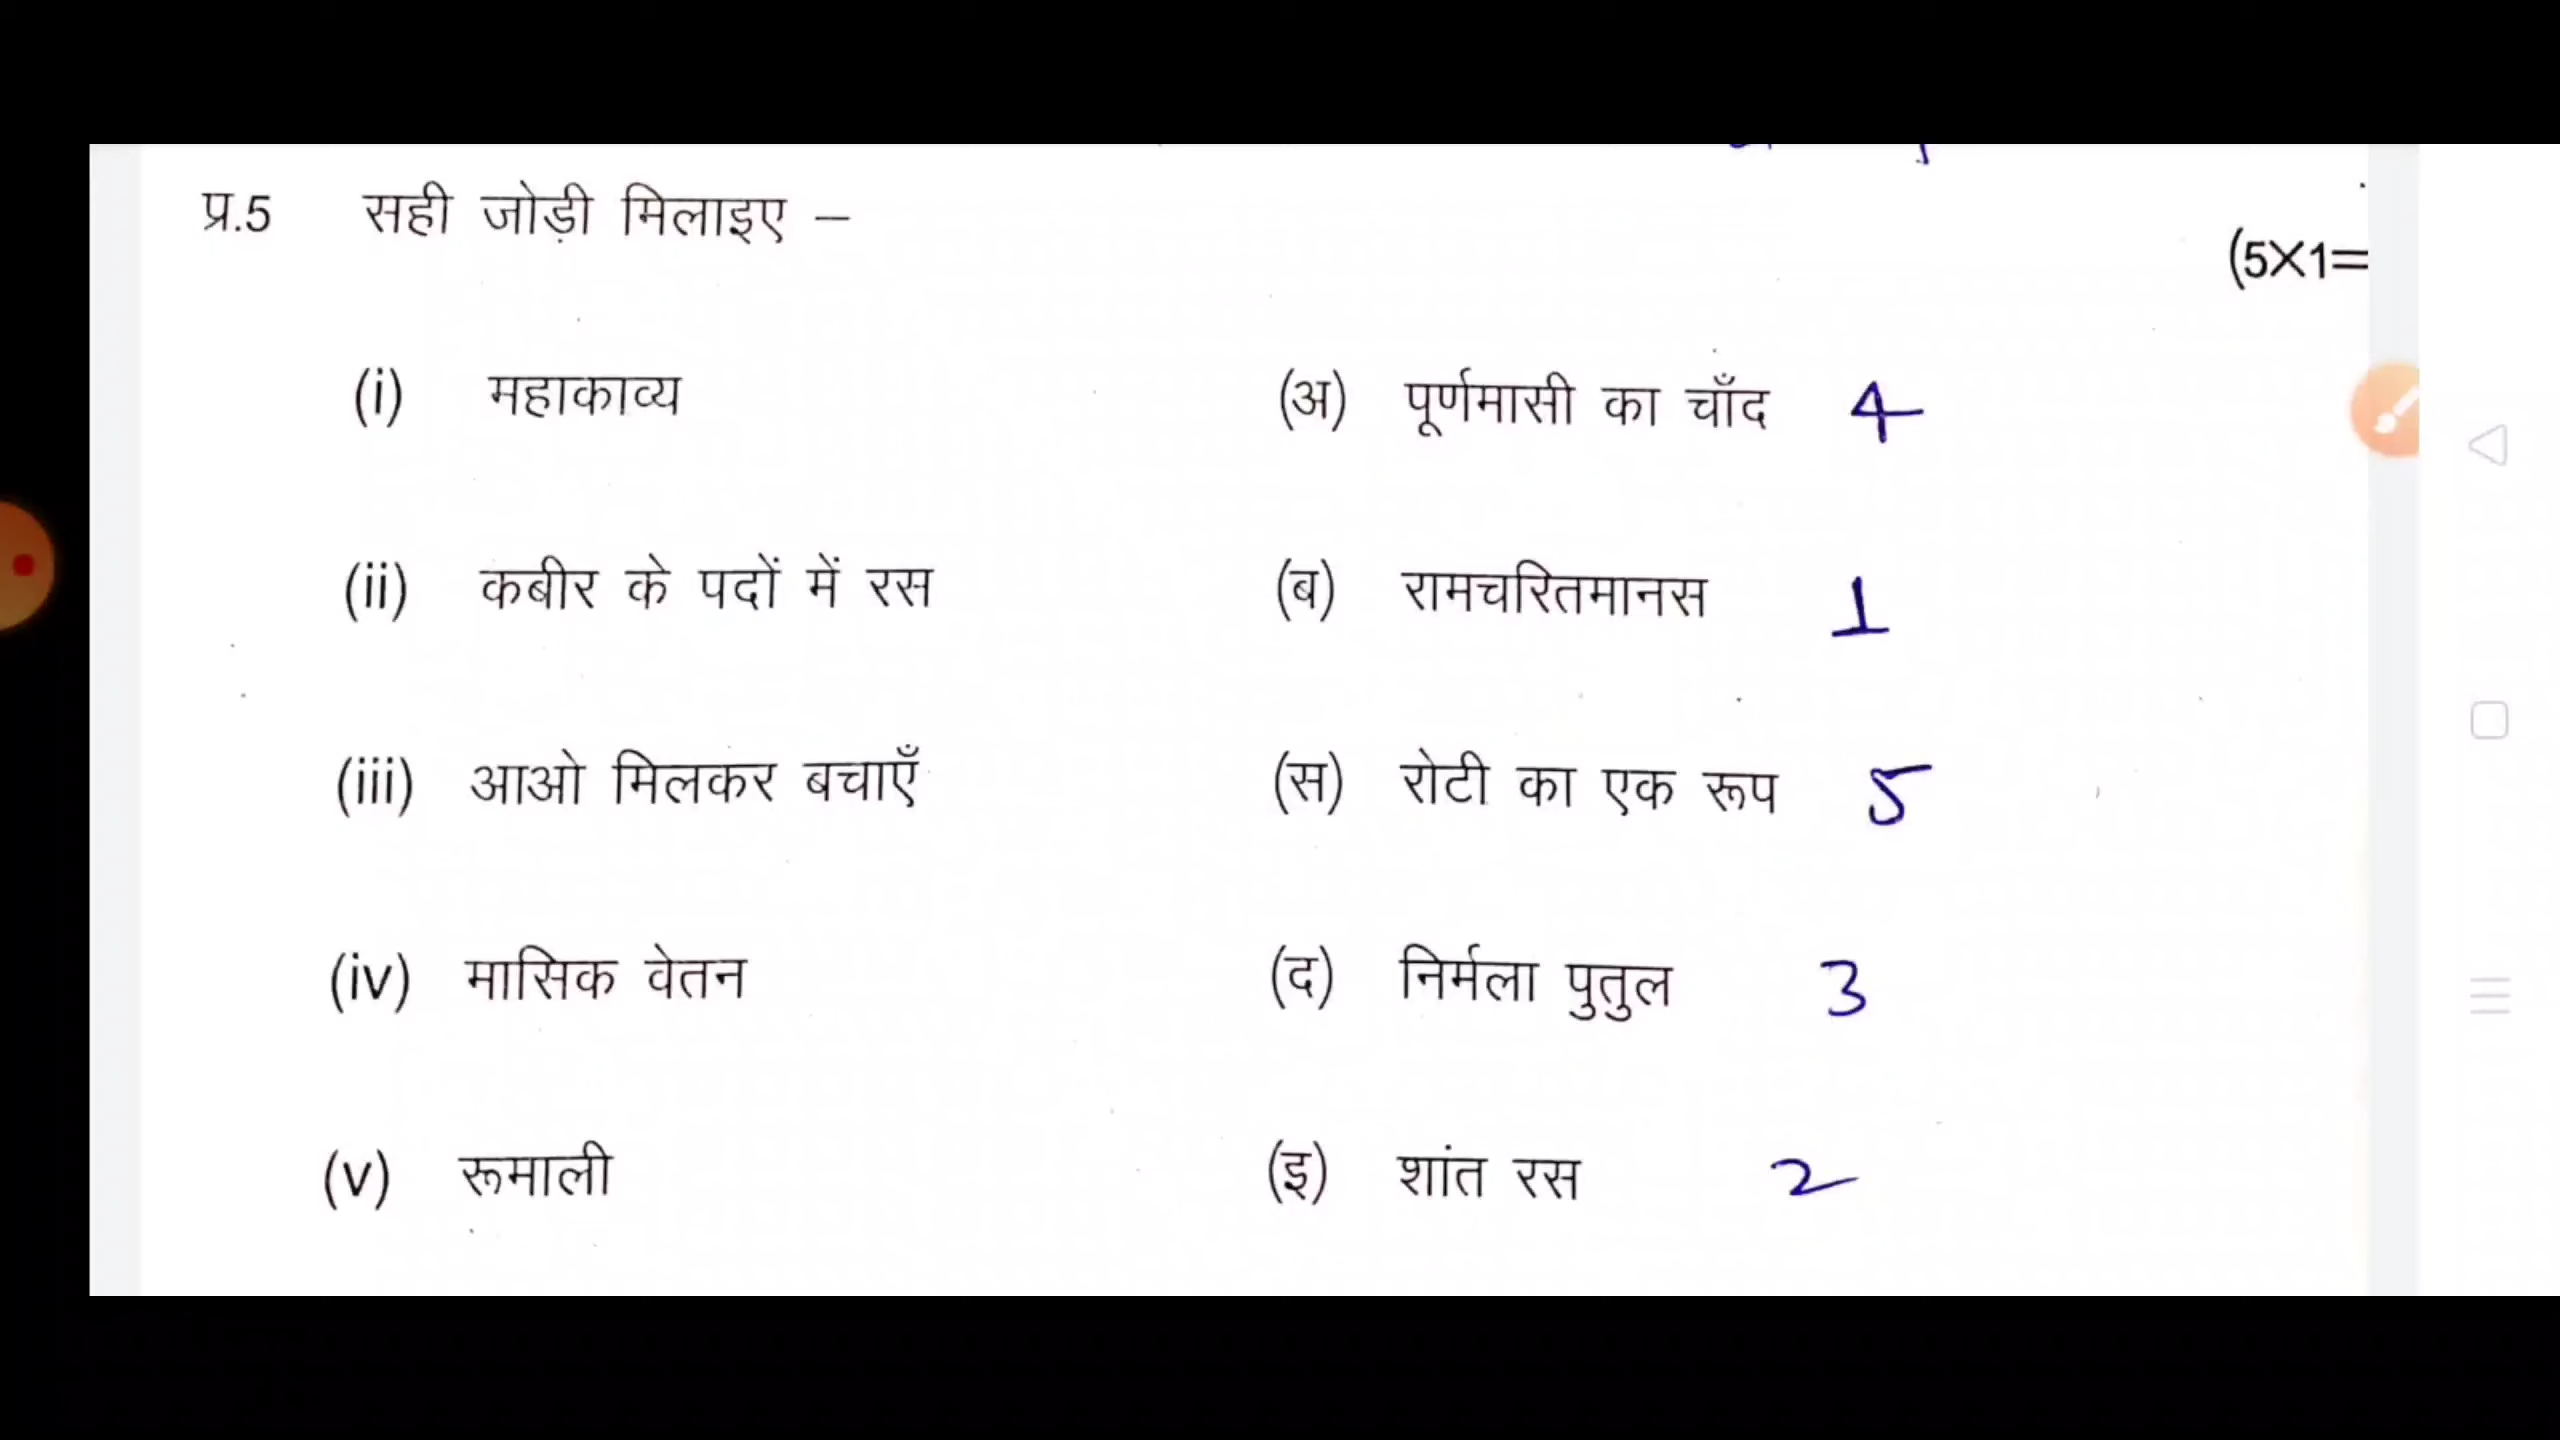 प्र.5 सही जोड़ी मिलाइए –
(5X1=
(i) महाकाव्य (अ) पूर्णमासी का चाँद 4
(ii) कबीर के पदों में रस (ब) रामचरितमानस 1
(iii) आओ मिलकर बचाएँ (स) रोटी का एक रूप 5
(iv) मासिक वेतन (द) निर्मला पुतुल 3
(v) रूमाली (इ) शांत रस 2